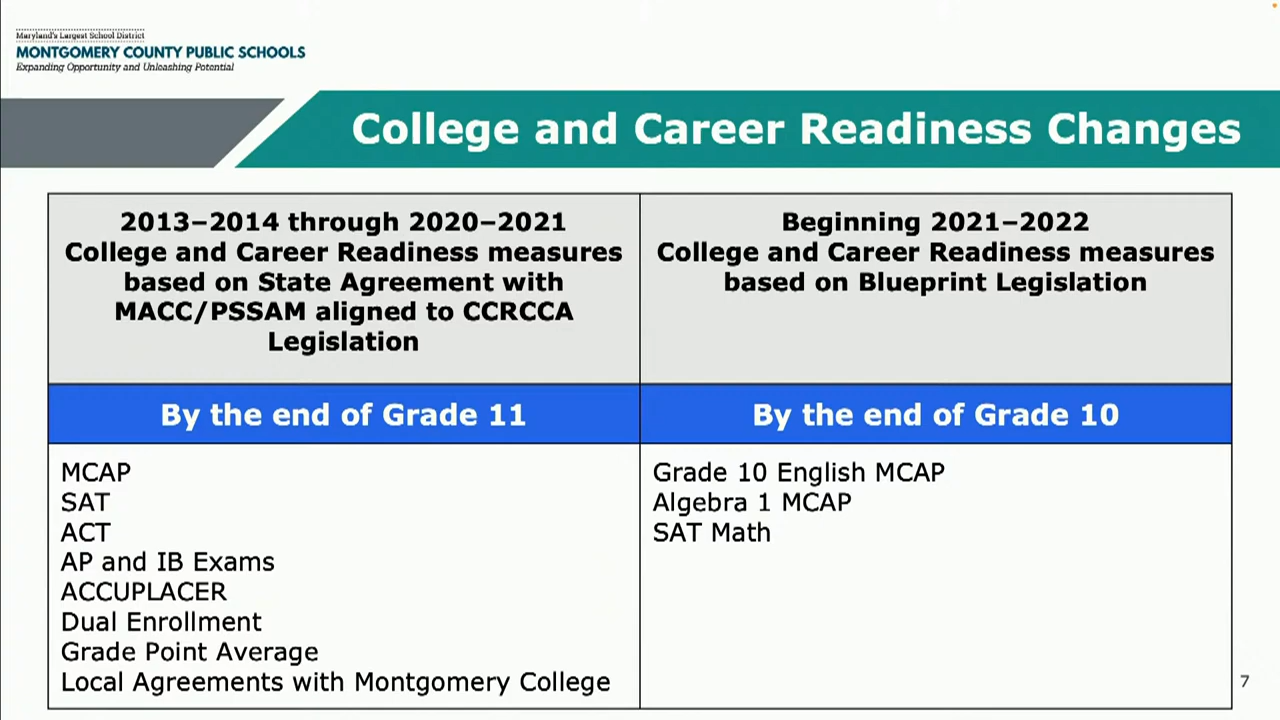 Maryland's Largest School District
MONTGOMERY COUNTY PUBLIC SCHOOLS
Expanding Opportunity and Unleashing Potential
College and Career Readiness Changes
2013–2014 through 2020–2021
College and Career Readiness measures
based on State Agreement with
MACC/PSSAM aligned to CCRCCA
Legislation
Beginning 2021–2022
College and Career Readiness measures
based on Blueprint Legislation
By the end of Grade 11
By the end of Grade 10
MCAP
SAT
ACT
AP and IB Exams
ACCUPLACER
Dual Enrollment
Grade Point Average
Local Agreements with Montgomery College
Grade 10 English MCAP
Algebra 1 MCAP
SAT Math
7